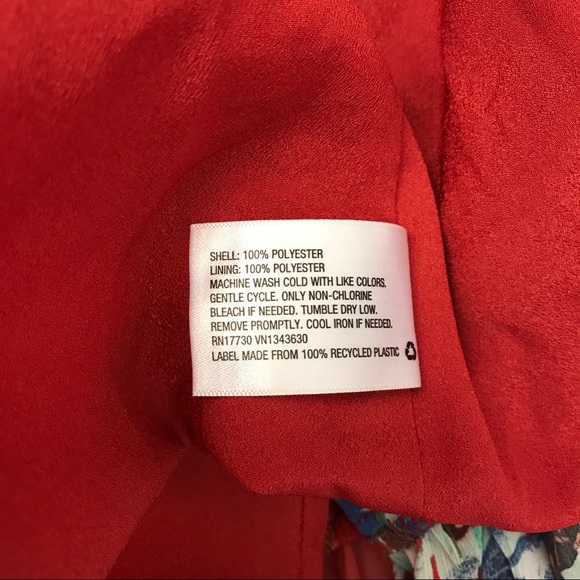 SHELL: 100% POLYESTER
LINING: 100% POLYESTER
MACHINE WASH COLD WITH LIKE COLORS.
GENTLE CYCLE. ONLY NON-CHLORINE
BLEACH IF NEEDED. TUMBLE DRY LOW.
REMOVE PROMPTLY. COOL IRON IF NEEDED.
RN17730 VN1343630
LABEL MADE FROM 100% RECYCLED PLASTIC